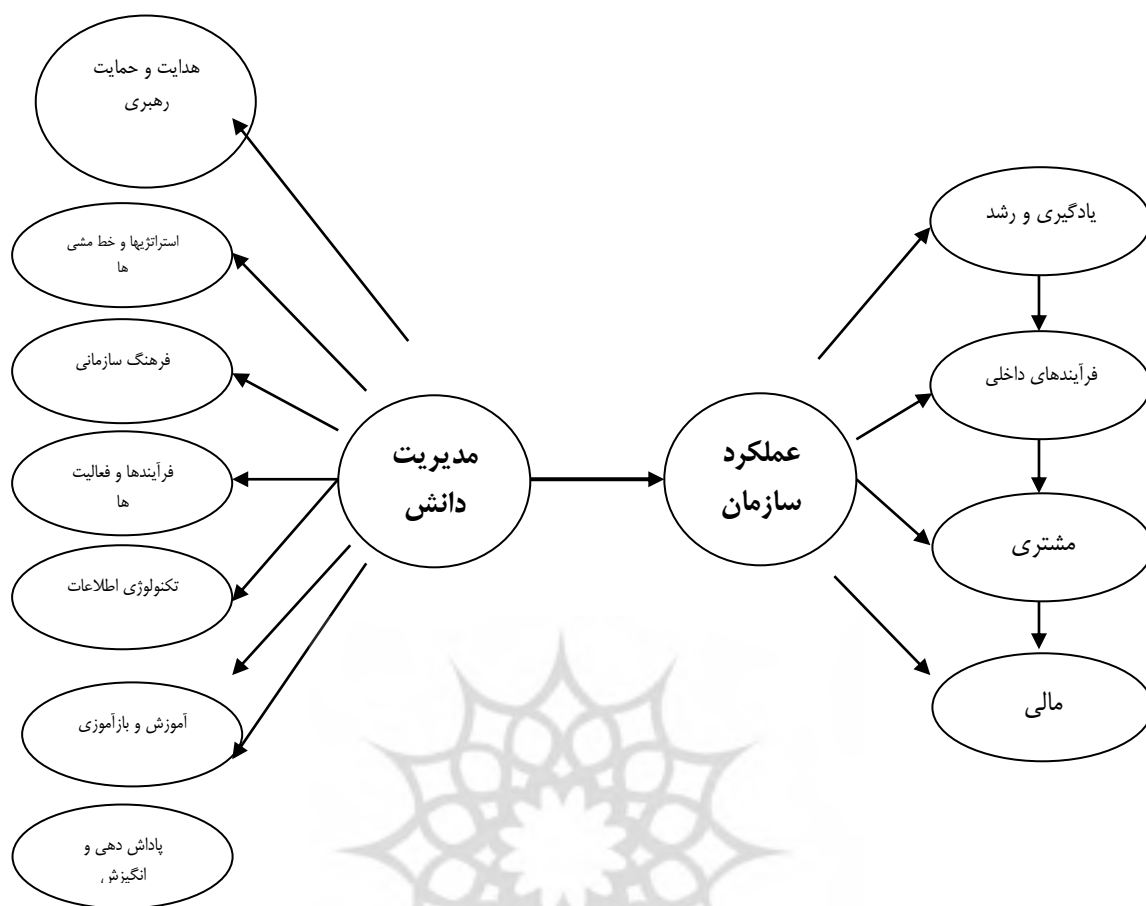 هدایت و حمایت
رهبری
استراتژیها و خط مشی
ها
فرهنگ سازمانی
فرآیندها و فعالیت
ها
تکنولوژی اطلاعات
آموزش و بازآموزی
پاداش دهی و
انگیزش
مدیریت
دانش
عملکرد
سازمان
یادگیری و رشد
فرآیندهای داخلی
مشتری
مالی